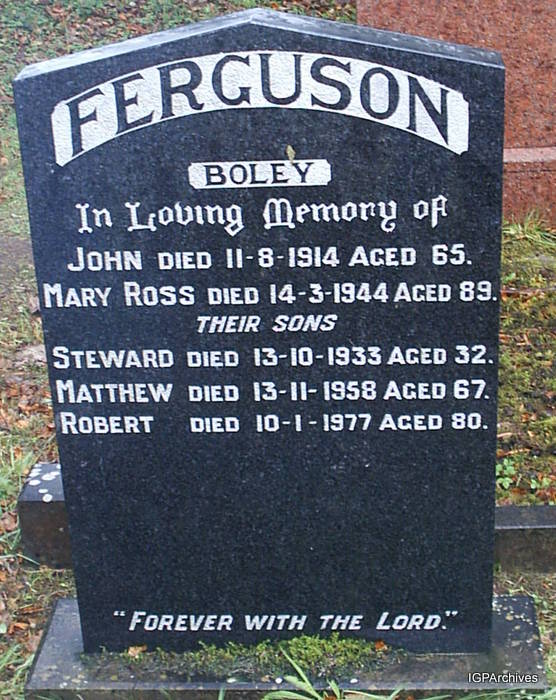 FERGUSON
BOLEY
In Loving Memory of
JOHN DIED 11-8-1914 AGED 65.
MARY ROSS DIED 14-3-1944 AGED 89.
THEIR SONS
STEWARD DIED 13-10-1933 AGED 32.
MATTHEW DIED 13-11-1958 AGED 67.
ROBERT DIED 10-1-1977 AGED 80.
"FOREVER WITH THE LORD."
IGPArchives